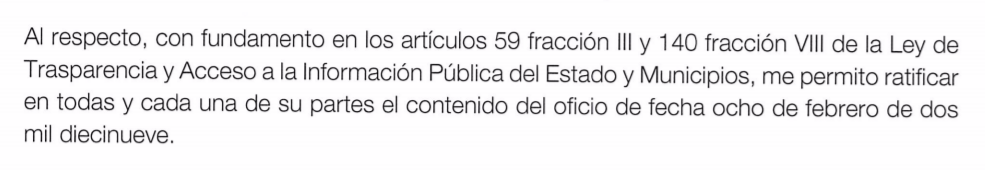 Al respecto, con fundamento en los artículos 59 fracción III y 140 fracción VIII de la Ley de
Trasparencia y Acceso a la Información Pública del Estado y Municipios, me permito ratificar
en todas y cada una de su partes el contenido del oficio de fecha ocho de febrero de dos
mil diecinueve.